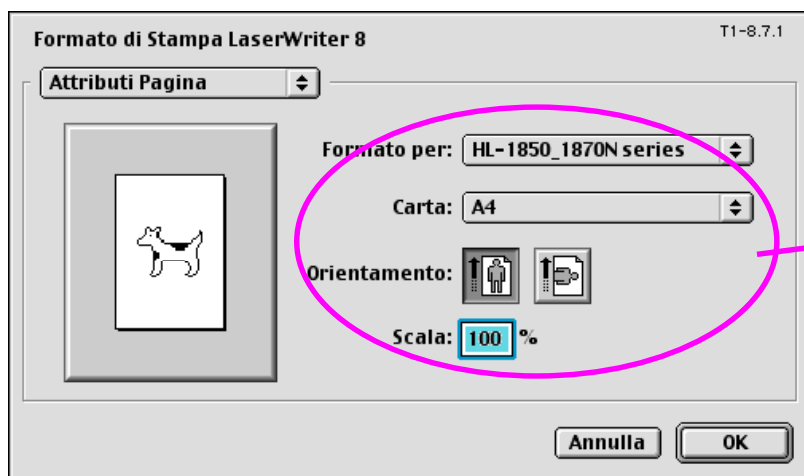 Formato di Stampa LaserWriter 8
T1-8.7.1
Attributi Pagina
Formato per: HL-1850_1870N series
Carta: A4
Orientamento:
Scala: 100 %
Annulla
OK